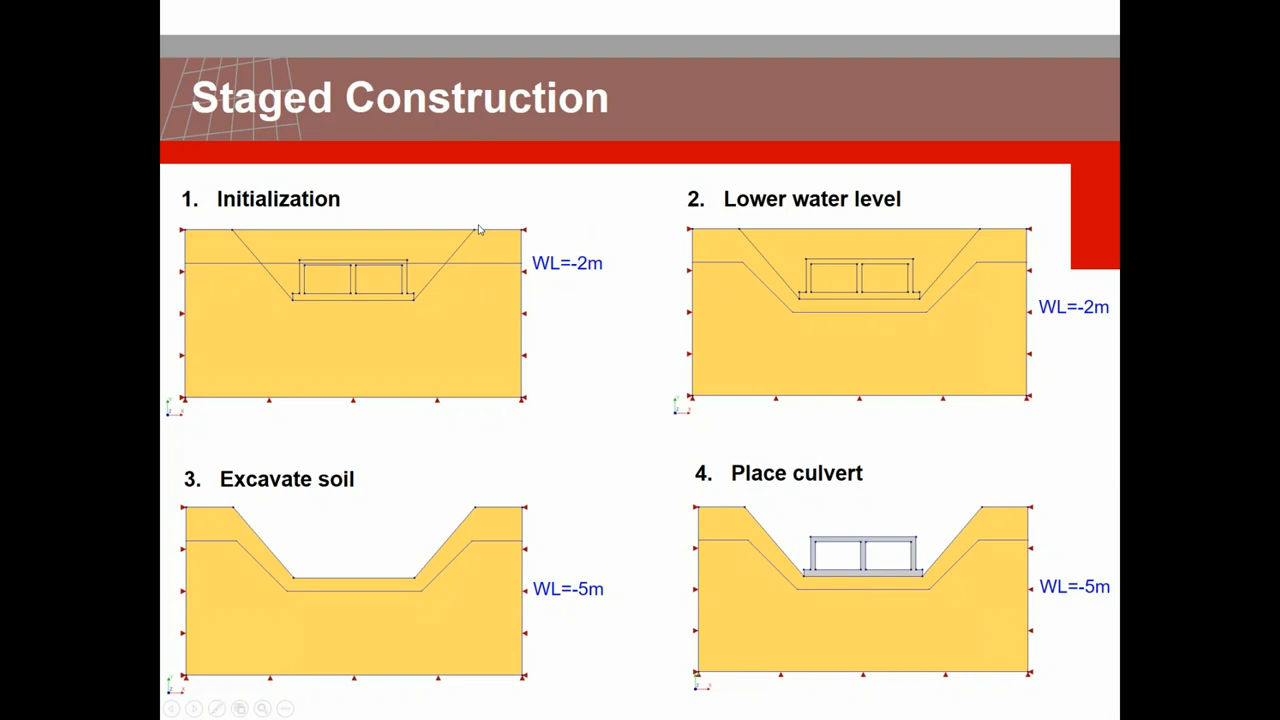 Staged Construction
1. Initialization
WL=-2m
2. Lower water level
WL=-2m
3. Excavate soil
WL=-5m
4. Place culvert
WL=-5m